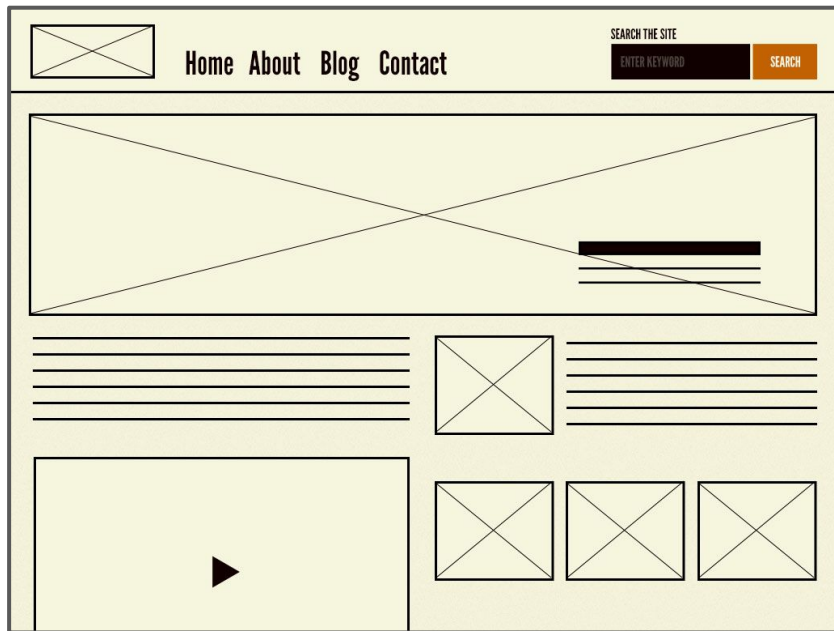 Home About Blog Contact
SEARCH THE SITE
ENTER KEYWORD
SEARCH